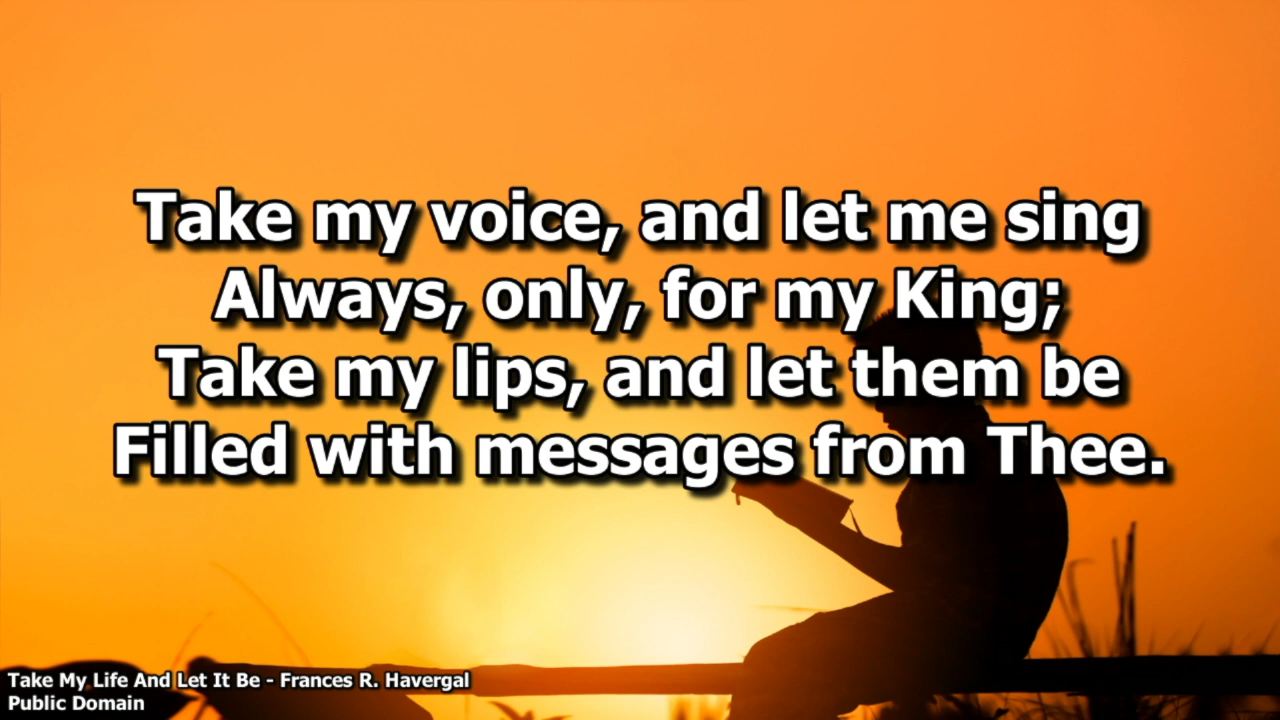 Take my voice, and let me sing
Always, only, for my King;
Take my lips, and let them be
Filled with messages from Thee.
Take My Life And Let It Be - Frances R. Havergal
Public Domain